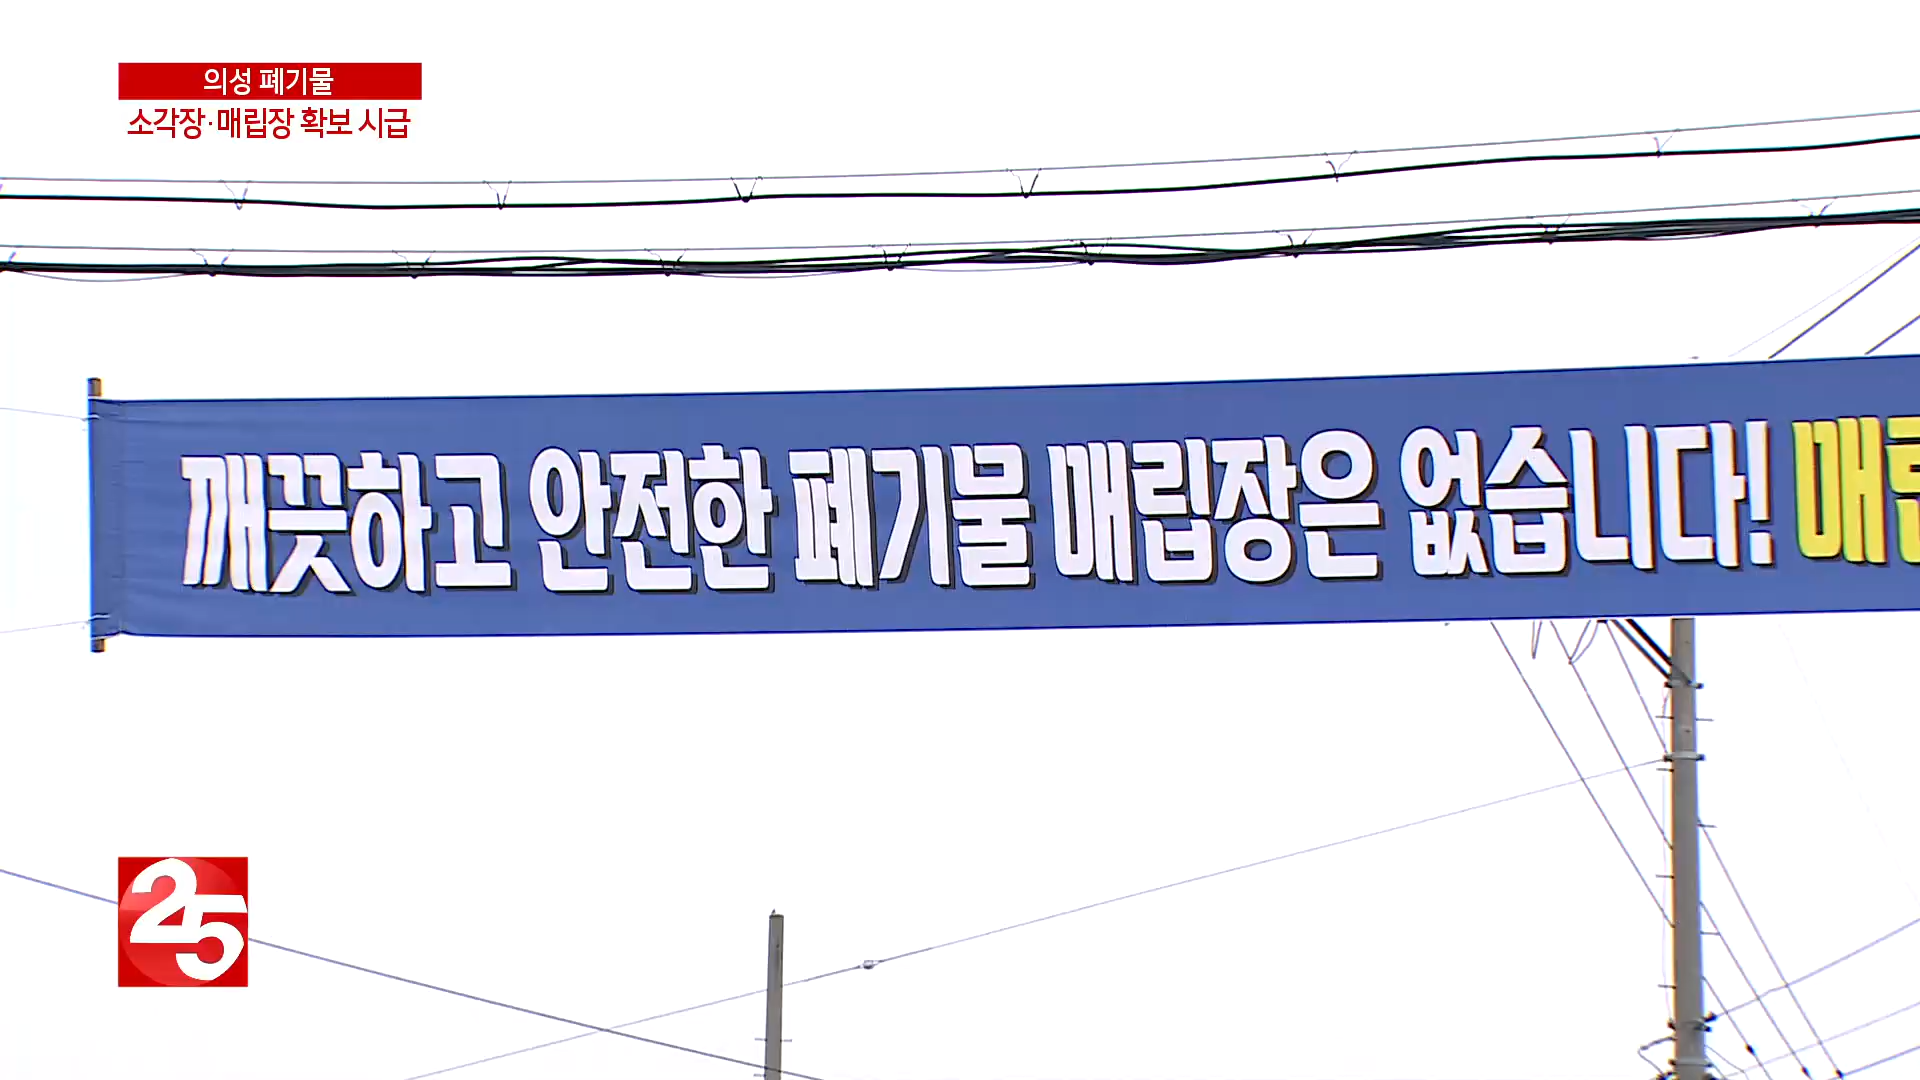 의성 폐기물
소각장·매립장 확보 시급
깨끗하고 안전한 폐기물 매립장은 없습니다!
25